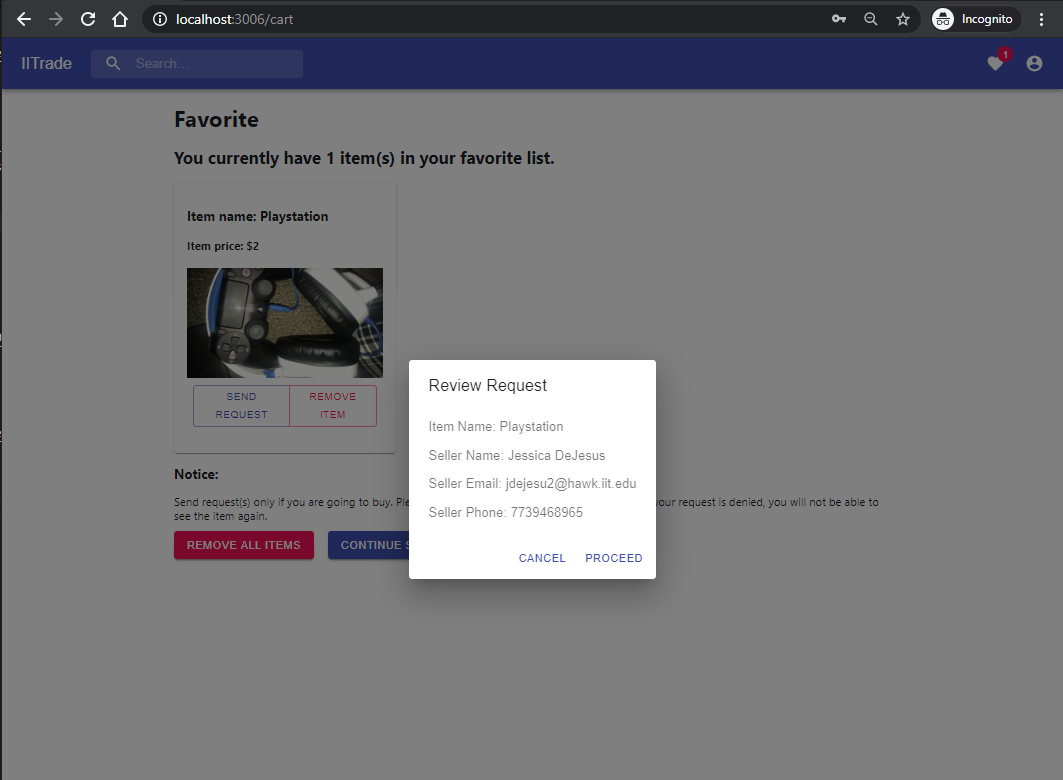 localhost:3006/cart
Incognito
IITrade
Search...
1
Favorite
You currently have 1 item(s) in your favorite list.
Item name: Playstation
Item price: $2
SEND REQUEST
REMOVE ITEM
Review Request
Item Name: Playstation
Seller Name: Jessica DeJesus
Seller Email: jdejesu2@hawk.iit.edu
Seller Phone: 7739468965
CANCEL PROCEED
Notice:
Send request(s) only if you are going to buy. your request is denied, you will not be able to
see the item again.
REMOVE ALL ITEMS
CONTINUE